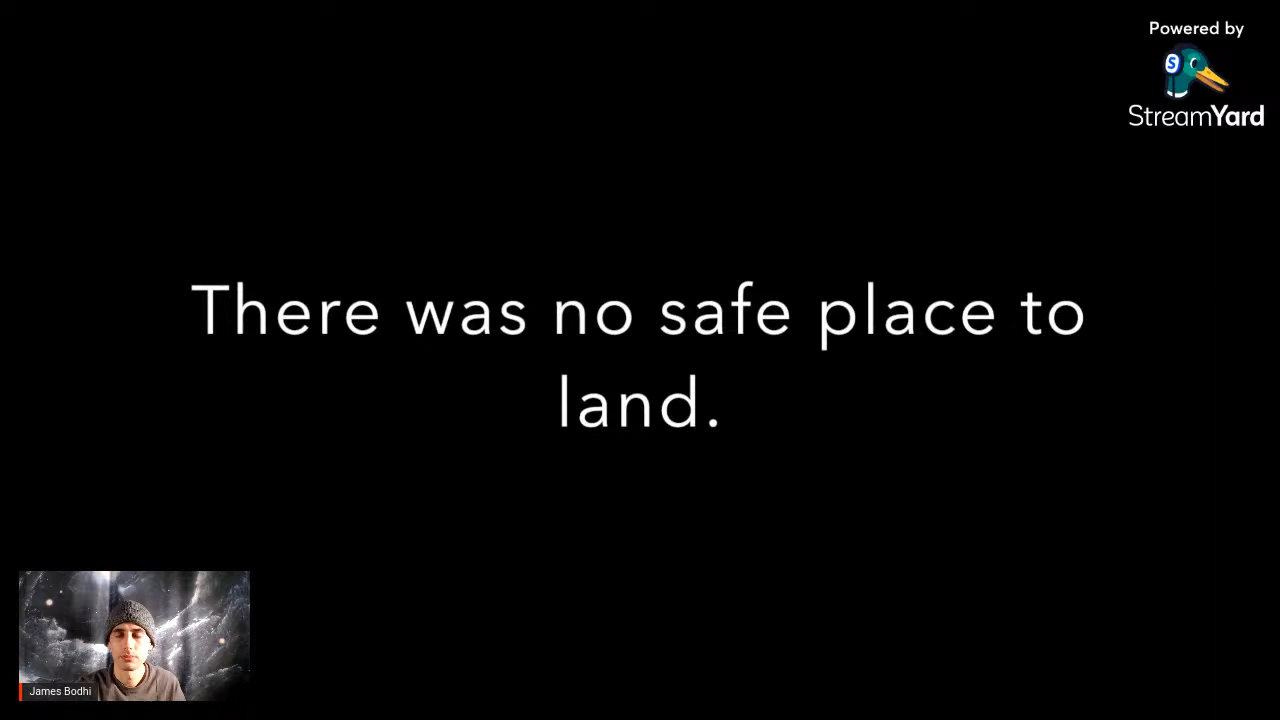 Powered by
S
StreamYard
There was no safe place to
land.
James Bodhi